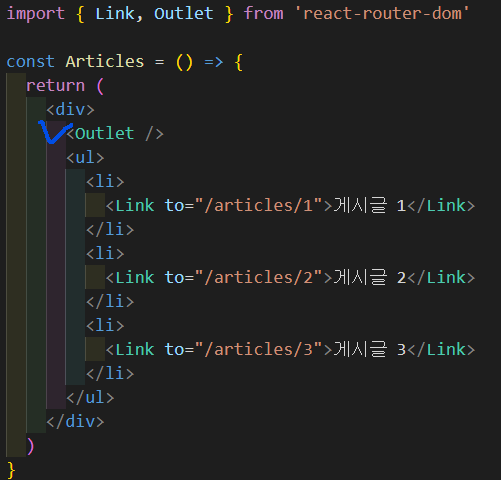 import { Link, Outlet } from 'react-router-dom'
const Articles = () => {
return (
<div>
<Outlet />
<ul>
<li>
<Link to="/articles/1">게시글 1</Link>
</li>
<li>
<Link to="/articles/2">게시글 2</Link>
</li>
<li>
<Link to="/articles/3">게시글 3</Link>
</li>
</ul>
</div>
)
}